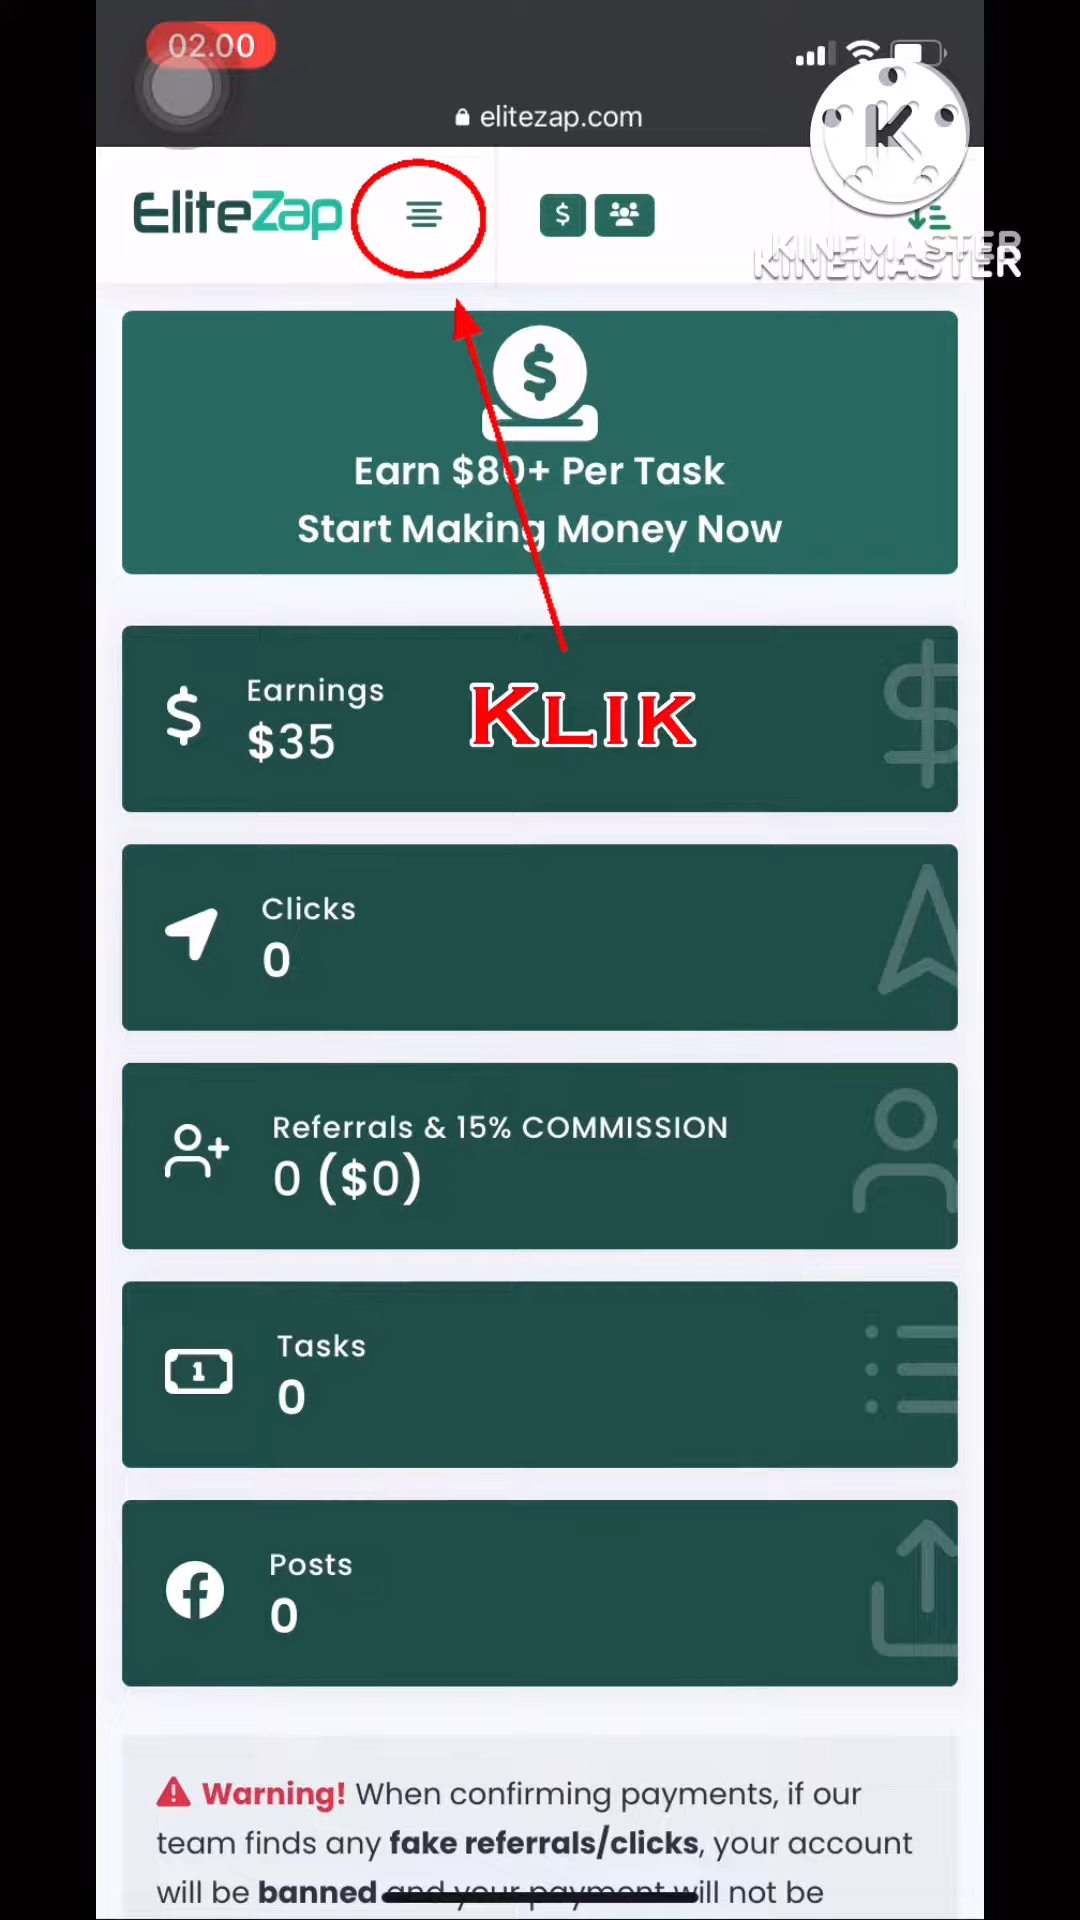 02.00
elitezap.com
EliteZap
KINEMASTER
KINEMASTER
Earn $80+ Per Task
Start Making Money Now
Earnings
$35
KLIK
Clicks
0
Referrals & 15% COMMISSION
0 ($0)
Tasks
0
Posts
0
Warning! When confirming payments, if our
team finds any fake referrals/clicks, your account
will be banned and your payment will not be